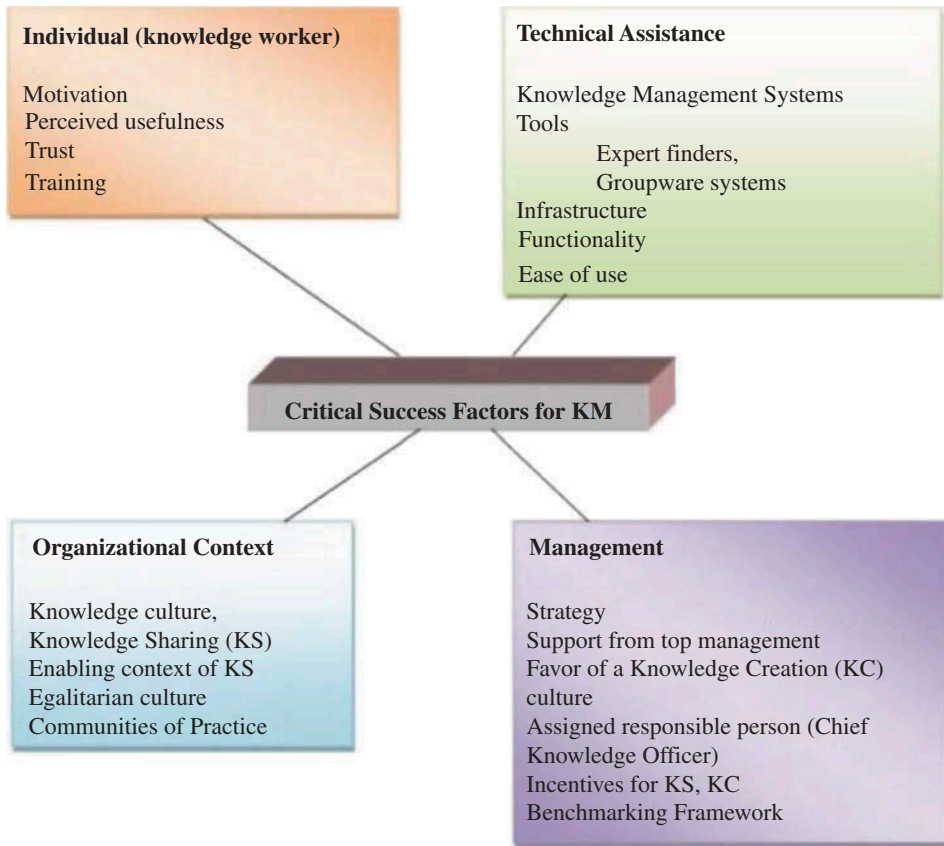 Individual (knowledge worker)
Motivation
Perceived usefulness
Trust
Training
Technical Assistance
Knowledge Management Systems
Tools
Expert finders,
Groupware systems
Infrastructure
Functionality
Ease of use
Critical Success Factors for KM
Organizational Context
Knowledge culture,
Knowledge Sharing (KS)
Enabling context of KS
Egalitarian culture
Communities of Practice
Management
Strategy
Support from top management
Favor of a Knowledge Creation (KC)
culture
Assigned responsible person (Chief
Knowledge Officer)
Incentives for KS, KC
Benchmarking Framework